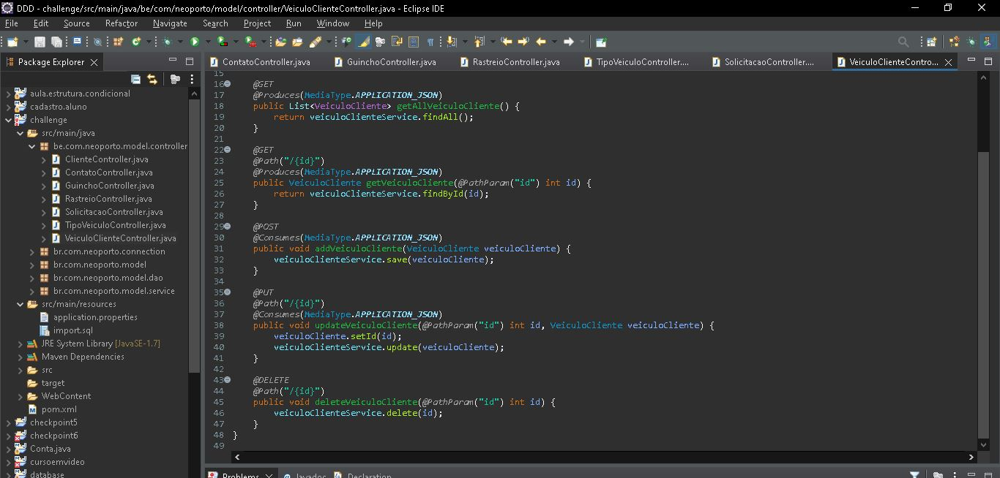 DDD - challenge/src/main/java/be/com/neoporto/model/controller/VeiculoClienteController.java - Eclipse IDE
File Edit Source Refactor Navigate Search Project Run Window Help
Package Explorer
ContatoController.java GuinchoController.java RastreioController.java TipoVeiculoController.... SolicitacaoController.... VeiculoClienteContro...
aula.estrutura.condicional
cadastro.aluno
challenge
src/main/java
be.com.neoporto.model.controller
ClienteController.java
ContatoController.java
GuinchoController.java
RastreioController.java
SolicitacaoController.java
TipoVeiculoController.java
VeiculoClienteController.java
br.com.neoporto.connection
br.com.neoporto.model
br.com.neoporto.model.dao
br.com.neoporto.model.service
src/main/resources
application.properties
import.sql
JRE System Library [JavaSE-1.7]
Maven Dependencies
src
target
WebContent
pom.xml
checkpoint5
checkpoint6
Conta.java
cursoemvideo
database
15
16 @GET
17 @Produces(MediaType.APPLICATION_JSON)
18 public List<VeiculoCliente> getAllVeiculoCliente() {
19 return veiculoClienteService.findAll();
20 }
21
22 @GET
23 @Path("/{id}")
24 @Produces(MediaType.APPLICATION_JSON)
25 public VeiculoCliente getVeiculoCliente(@PathParam("id") int id) {
26 return veiculoClienteService.findById(id);
27 }
28
29 @POST
30 @Consumes(MediaType.APPLICATION_JSON)
31 public void addVeiculoCliente(VeiculoCliente veiculoCliente) {
32 veiculoClienteService.save(veiculoCliente);
33 }
34
35 @PUT
36 @Path("/{id}")
37 @Consumes(MediaType.APPLICATION_JSON)
38 public void updateVeiculoCliente(@PathParam("id") int id, VeiculoCliente veiculoCliente) {
39 veiculoCliente.setId(id);
40 veiculoClienteService.update(veiculoCliente);
41 }
42
43 @DELETE
44 @Path("/{id}")
45 public void deleteVeiculoCliente(@PathParam("id") int id) {
46 veiculoClienteService.delete(id);
47 }
48 }
49
Problems Javadoc Declaration